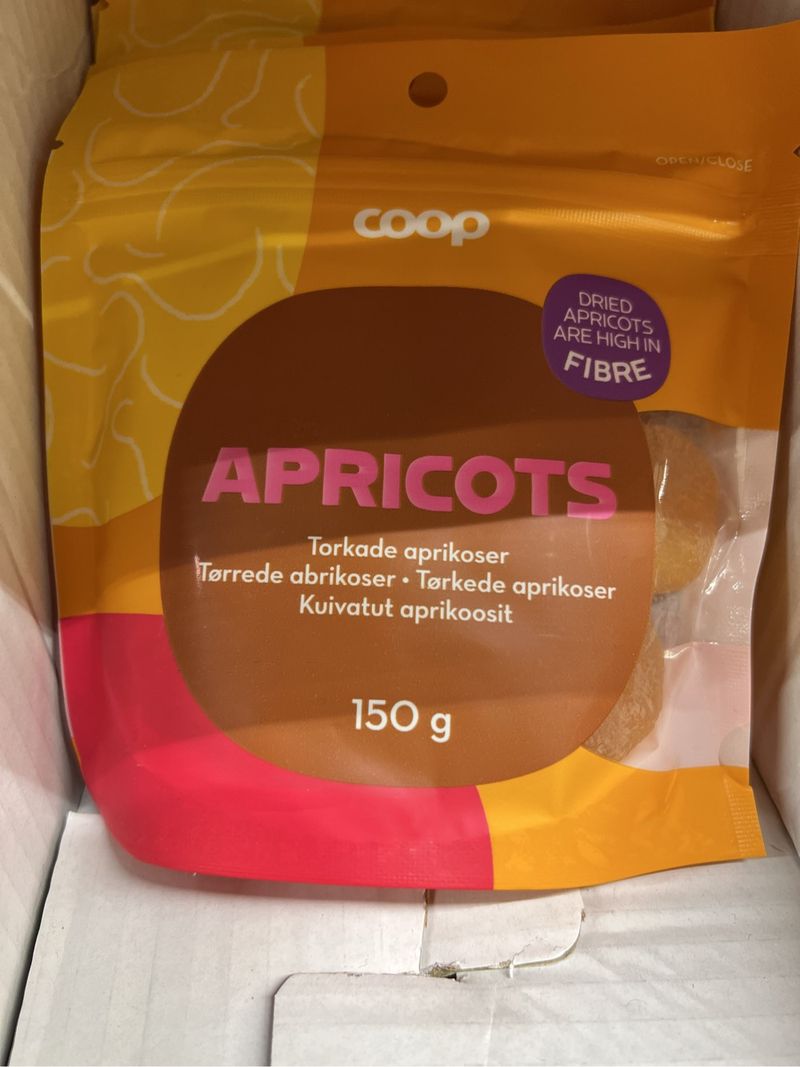 OPEN/CLOSE
coop
DRIED
APRICOTS
ARE HIGH IN
FIBRE
APRICOTS
Torkade aprikoser
Tørrede abrikoser • Tørkede aprikoser
Kuivatut aprikoosit
150 g